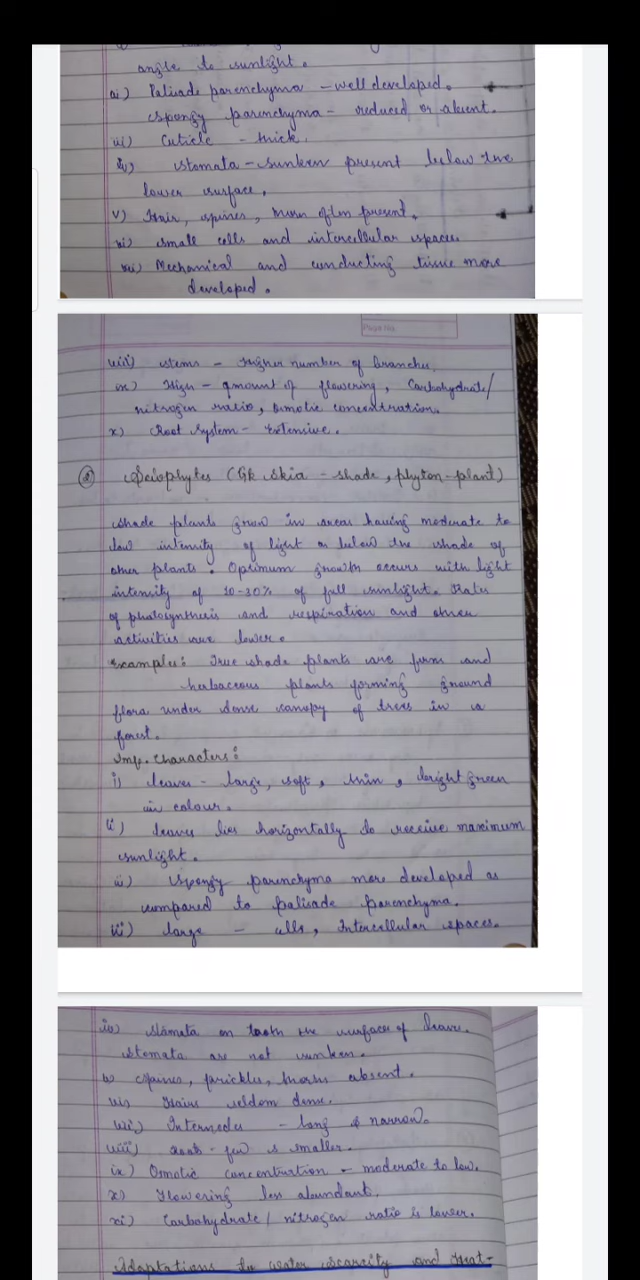 angle to sunlight.
ii) Palisade parenchyma - well developed.
spongy parenchyma - reduced or absent.
iii) Cuticle - thick.
iv) stomata - sunken present below the
lower surface.
v) Hair, spines, present.
vi) small cells and intercellular spaces.
vii) Mechanical and conducting tissue more
developed.
Page No.
viii) stems - Higher number of branches.
ix) High - amount of flowering, Carbohydrate/
nitrogen ratio, Osmotic concentration.
x) Root System - Extensive.
② Sciophytes (GK Skia - shade, phyton - plant)
Shade plants grow in areas having moderate to
low intensity of light or below the shade of
other plants. Optimum growth occurs with light
intensity of 10-30% of full sunlight. Rates
of photosynthesis and respiration and other
activities are lower.
Example: True shade plants are ferns and
herbaceous plants forming ground
flora under dense canopy of trees in a
forest.
Imp. Characters:
i) leaves - large, soft, thin, bright green
in colour.
ii) leaves lies horizontally to receive maximum
sunlight.
ii) Spongy parenchyma more developed as
compared to palisade parenchyma.
iii) large - cells, Intercellular spaces.
iv) Stomata on both the surfaces of leave.
stomata are not sunken.
v) Spines, prickles, thorns absent.
vi) Hairs seldom dense.
vii) Internodes - long & narrow.
viii) Roots - few & smaller.
ix) Osmotic concentration - moderate to low.
x) Flowering less abundant.
xi) Carbohydrate / nitrogen ratio is lower.
Adaptations to water scarcity and Heat-